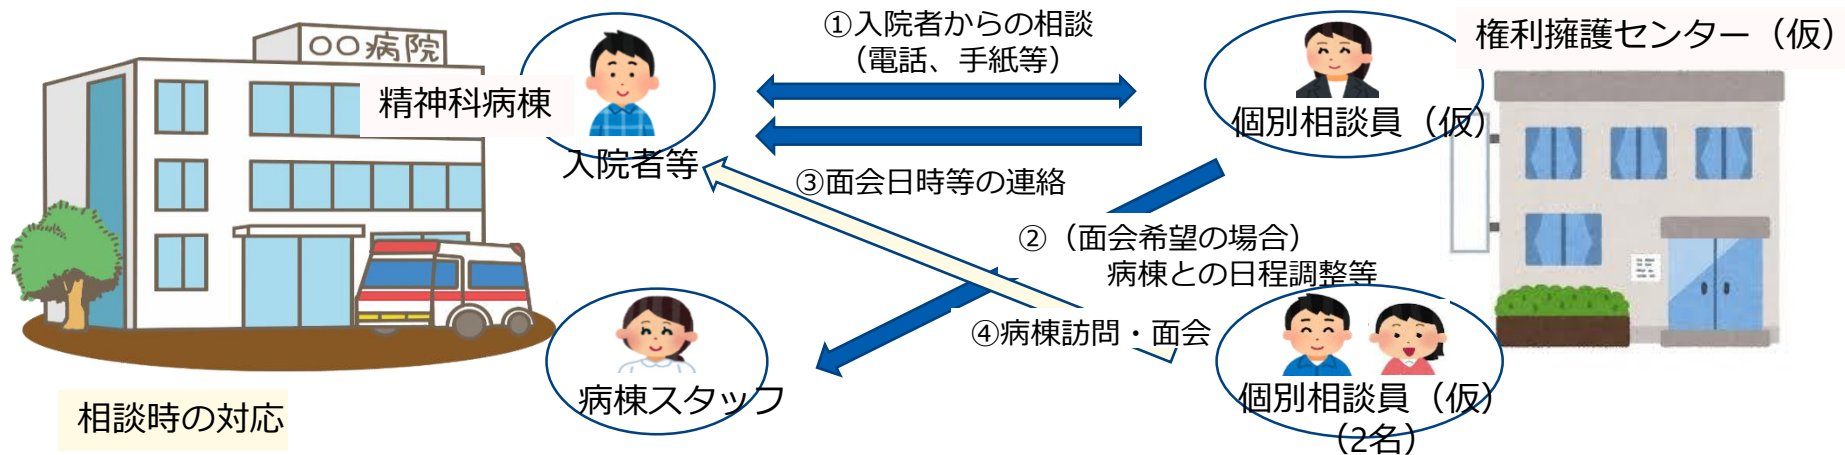 〇〇病院
精神科病棟
入院者等
①入院者からの相談
（電話、手紙等）
個別相談員（仮）
権利擁護センター（仮）
③面会日時等の連絡
②（面会希望の場合）
病棟との日程調整等
④病棟訪問・面会
病棟スタッフ
個別相談員（仮）
（2名）
相談時の対応